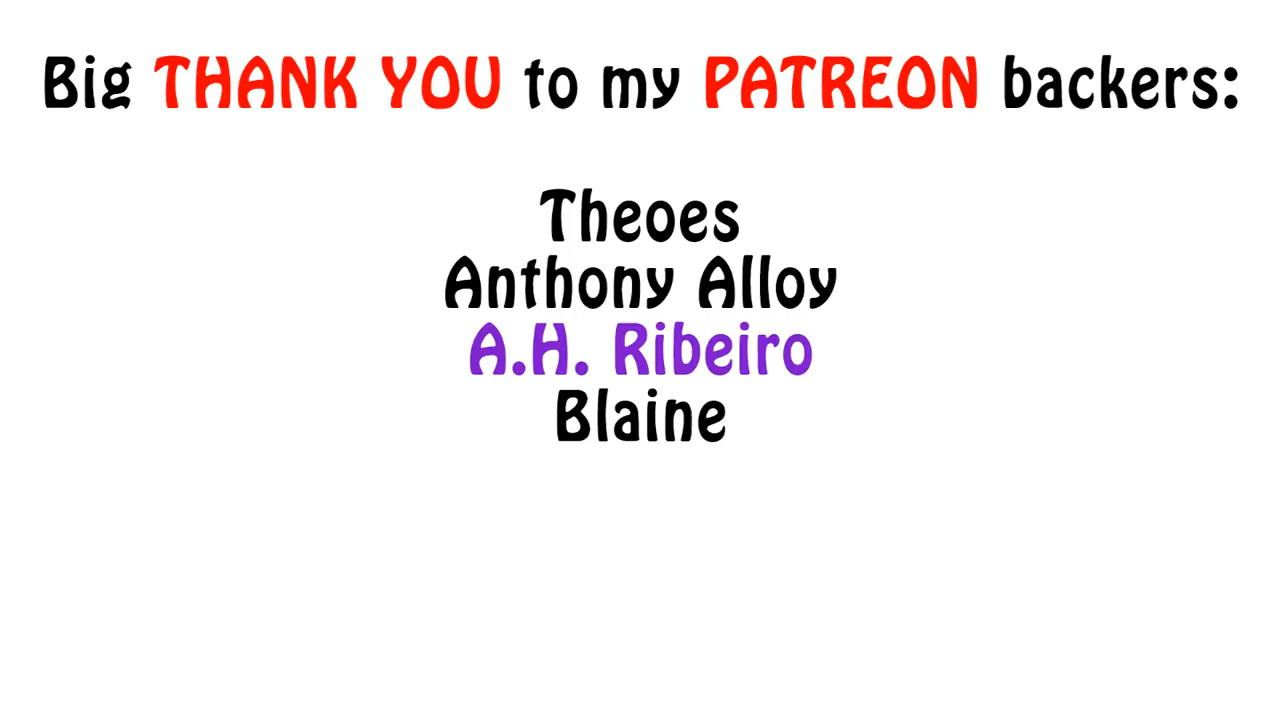 Big THANK YOU to my PATREON backers:
Theoes
Anthony Alloy
A.H. Ribeiro
Blaine